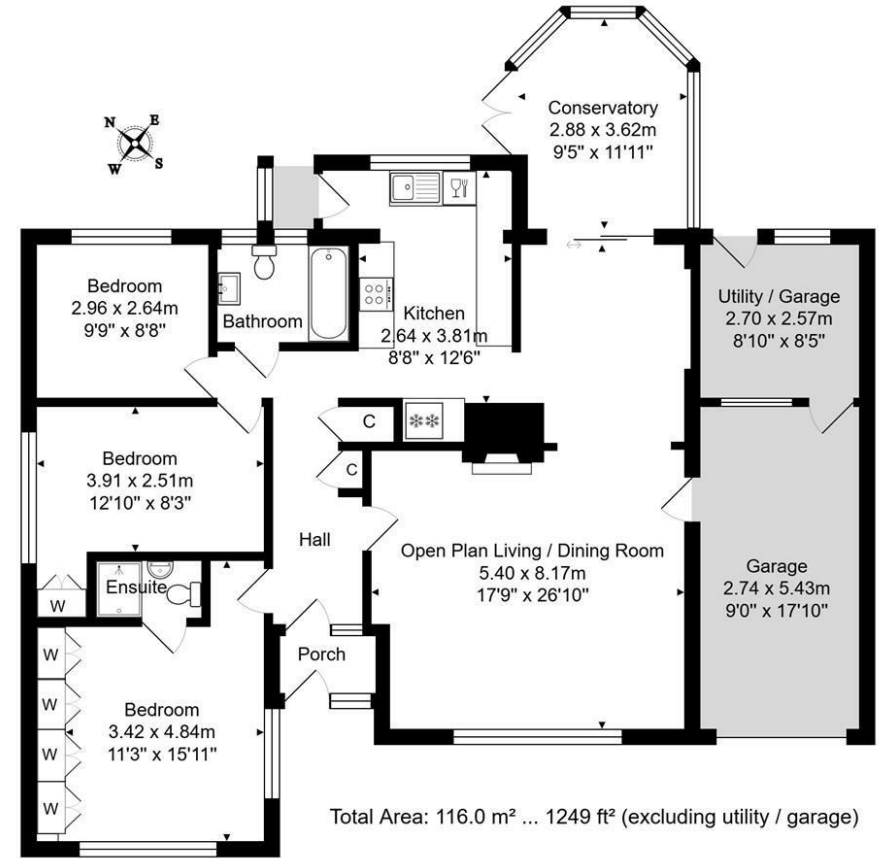 N E
W S
Conservatory
2.88 x 3.62m
9'5" x 11'11"
Bedroom
2.96 x 2.64m
9'9" x 8'8"
Bathroom
Kitchen
2.64 x 3.81m
8'8" x 12'6"
Utility / Garage
2.70 x 2.57m
8'10" x 8'5"
C
C
Bedroom
3.91 x 2.51m
12'10" x 8'3"
Hall
Open Plan Living / Dining Room
5.40 x 8.17m
17'9" x 26'10"
Garage
2.74 x 5.43m
9'0" x 17'10"
Ensuite
W
Porch
W
W
W
W
Bedroom
3.42 x 4.84m
11'3" x 15'11"
Total Area: 116.0 m² ... 1249 ft² (excluding utility / garage)